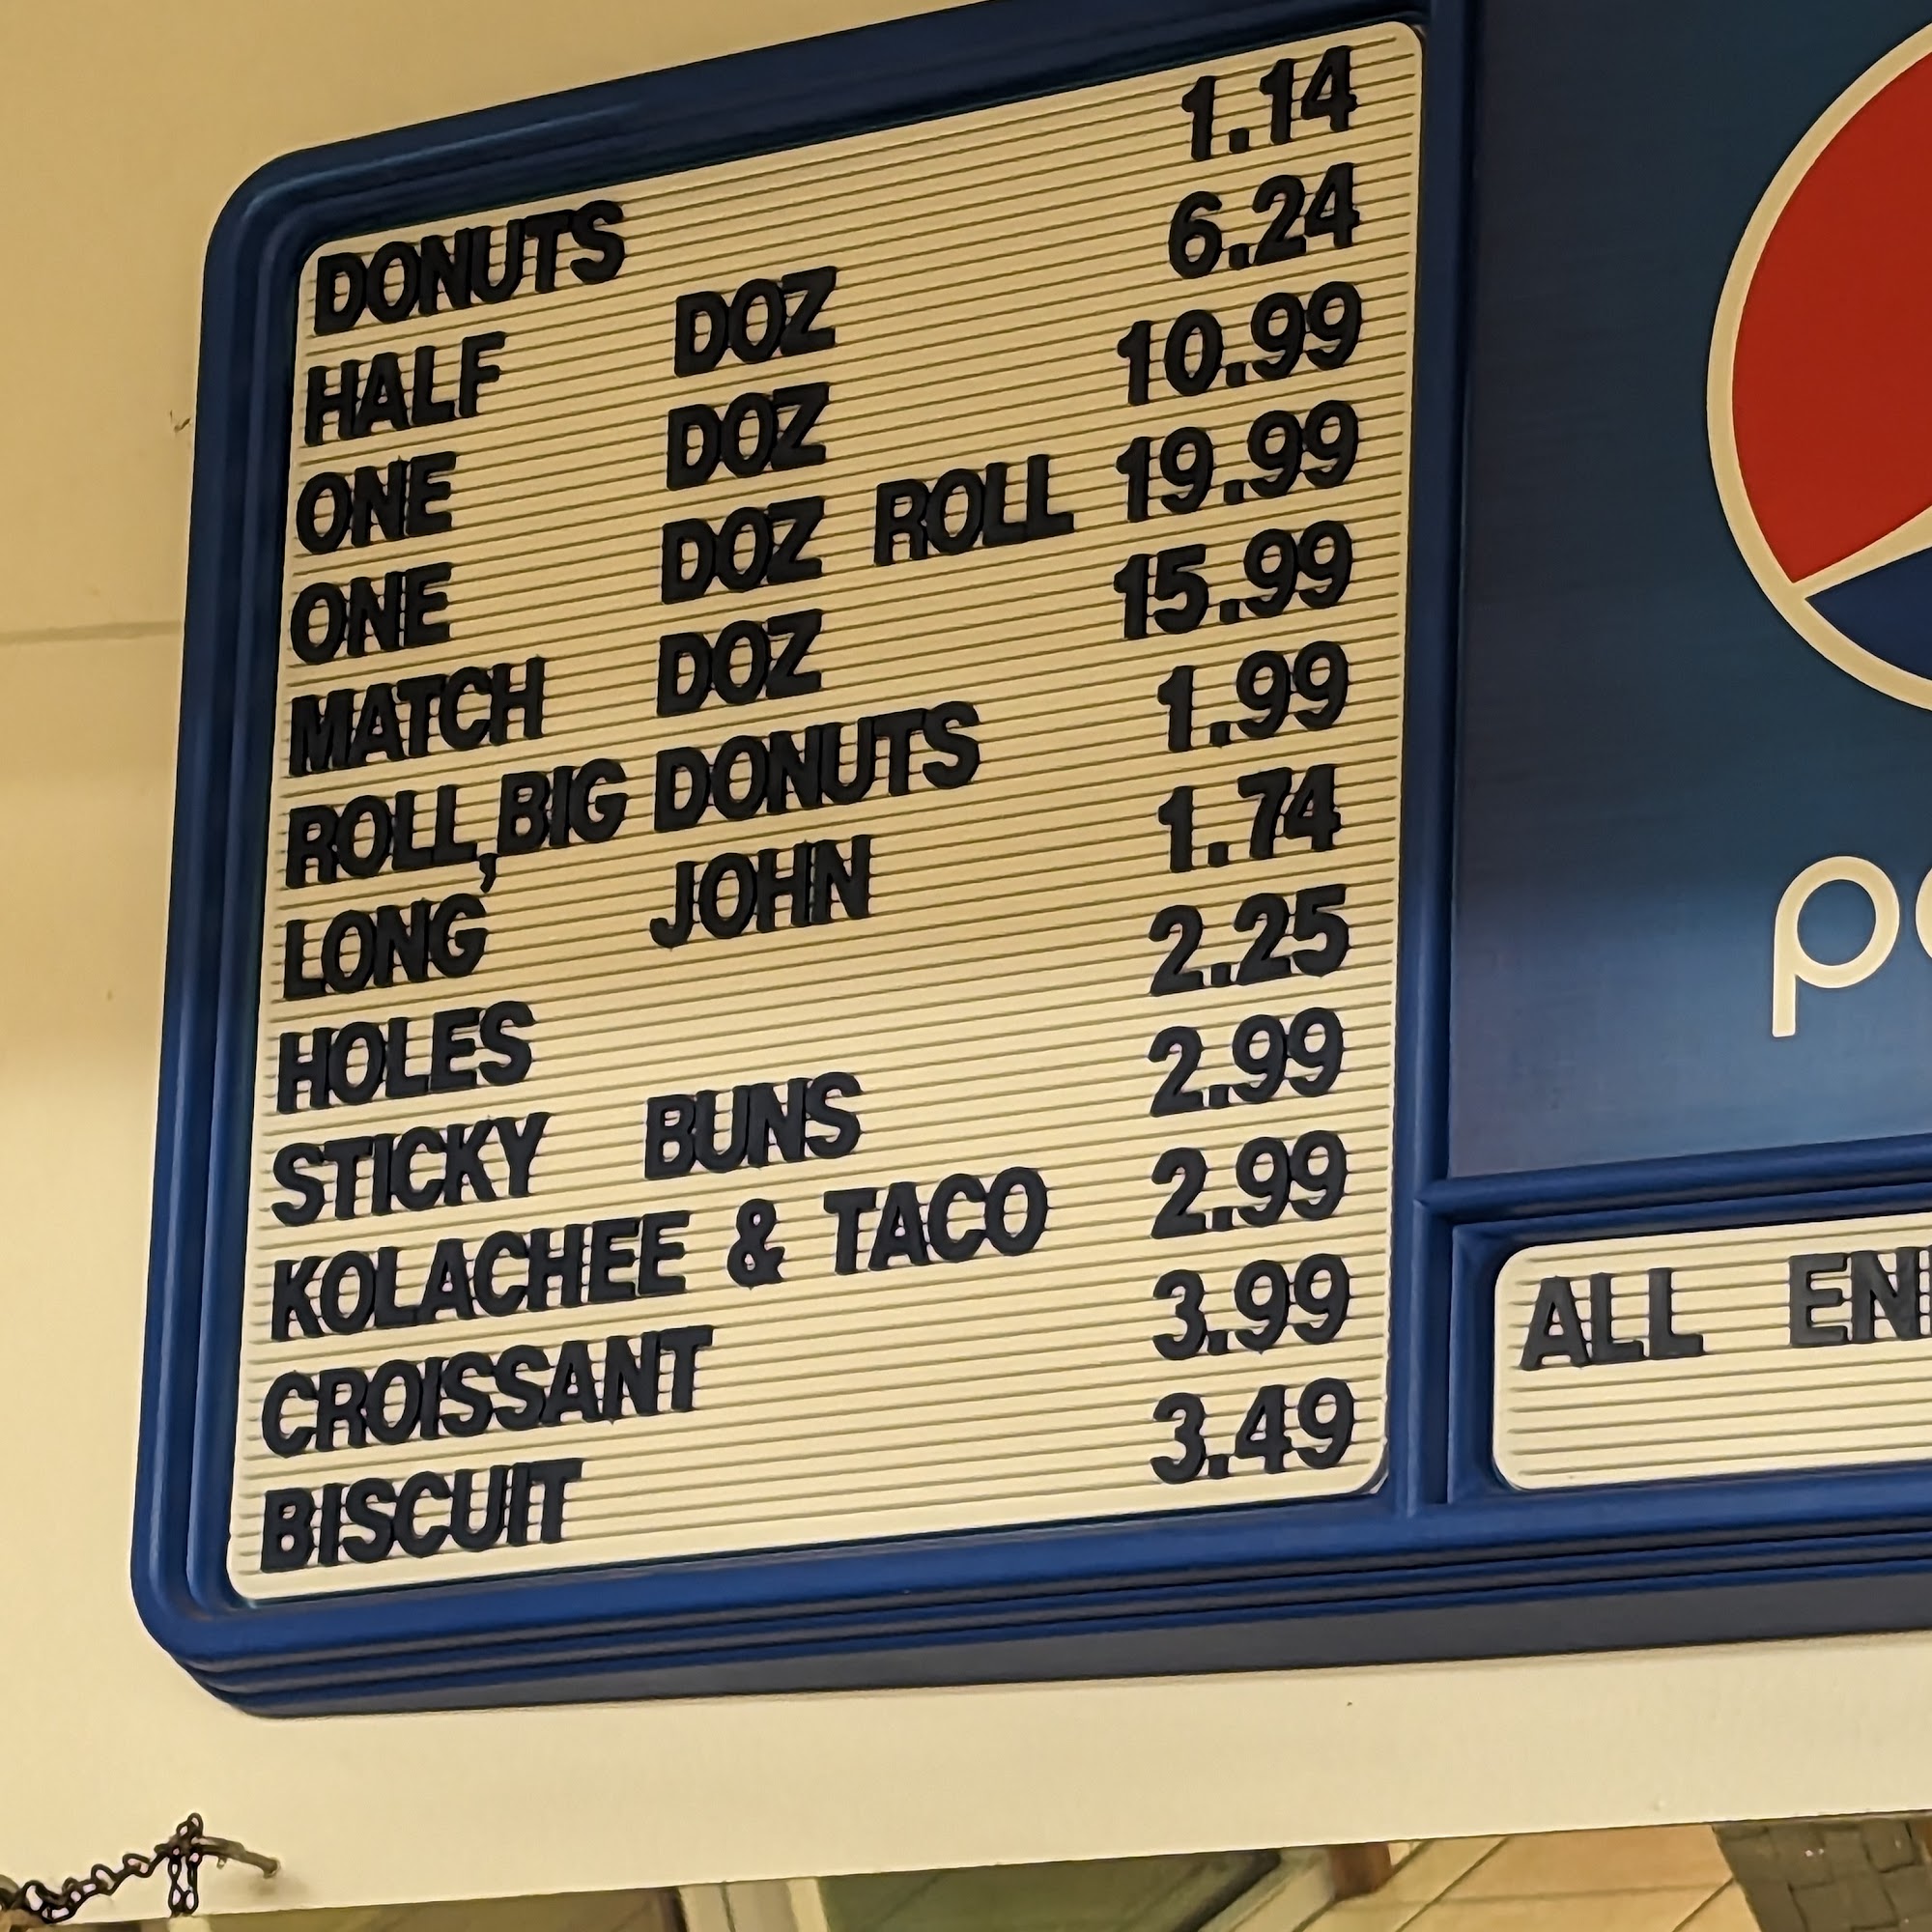 DONUTS 1.14
HALF DOZ 6.24
ONE DOZ 10.99
ONE DOZ ROLL 19.99
MATCH DOZ 15.99
ROLL,BIG DONUTS 1.99
LONG JOHN 1.74
HOLES 2.25
STICKY BUNS 2.99
KOLACHEE & TACO 2.99
CROISSANT 3.99
BISCUIT 3.49
ALL